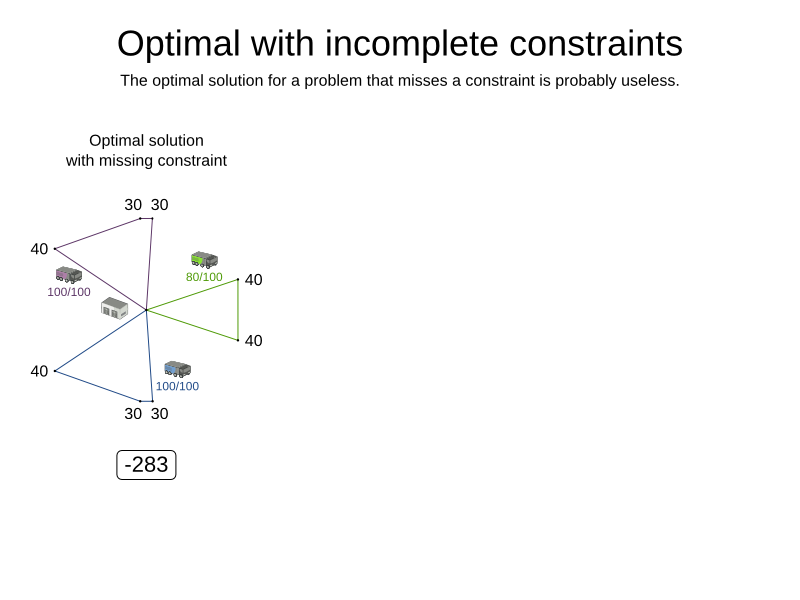 Optimal with incomplete constraints
The optimal solution for a problem that misses a constraint is probably useless.
Optimal solution
with missing constraint
30 30
40
80/100
40
100/100
40
40
100/100
30 30
-283